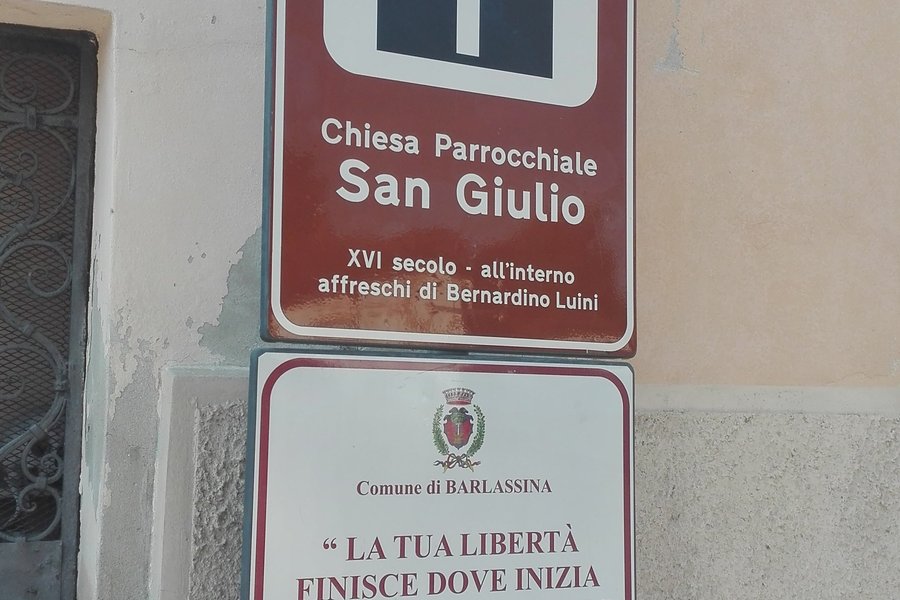 Chiesa Parrocchiale
San Giulio
XVI secolo - all'interno
affreschi di Bernardino Luini
Comune di BARLASSINA
“ LA TUA LIBERTÀ
FINISCE DOVE INIZIA